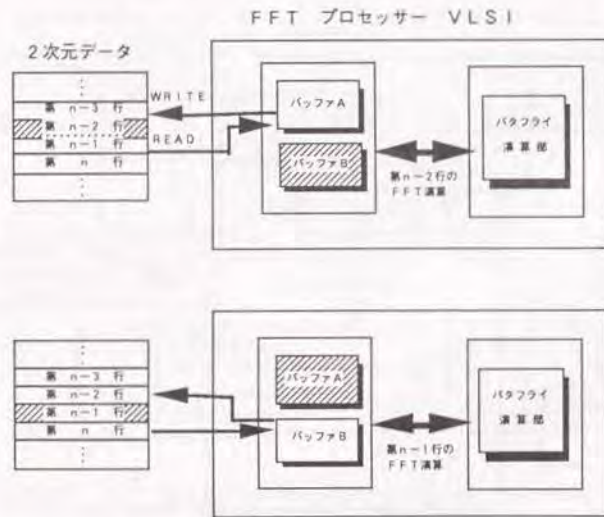 FFT プロセッサー VLSI
2次元データ
⋮
第 n-3 行
第 n-2 行
第 n-1 行
第 n 行
⋮
WRITE
READ
バッファA
バッファB
第n-2行の
FFT演算
バタフライ
演算部
⋮
第 n-3 行
第 n-2 行
第 n-1 行
第 n 行
⋮
バッファA
バッファB
第n-1行の
FFT演算
バタフライ
演算部